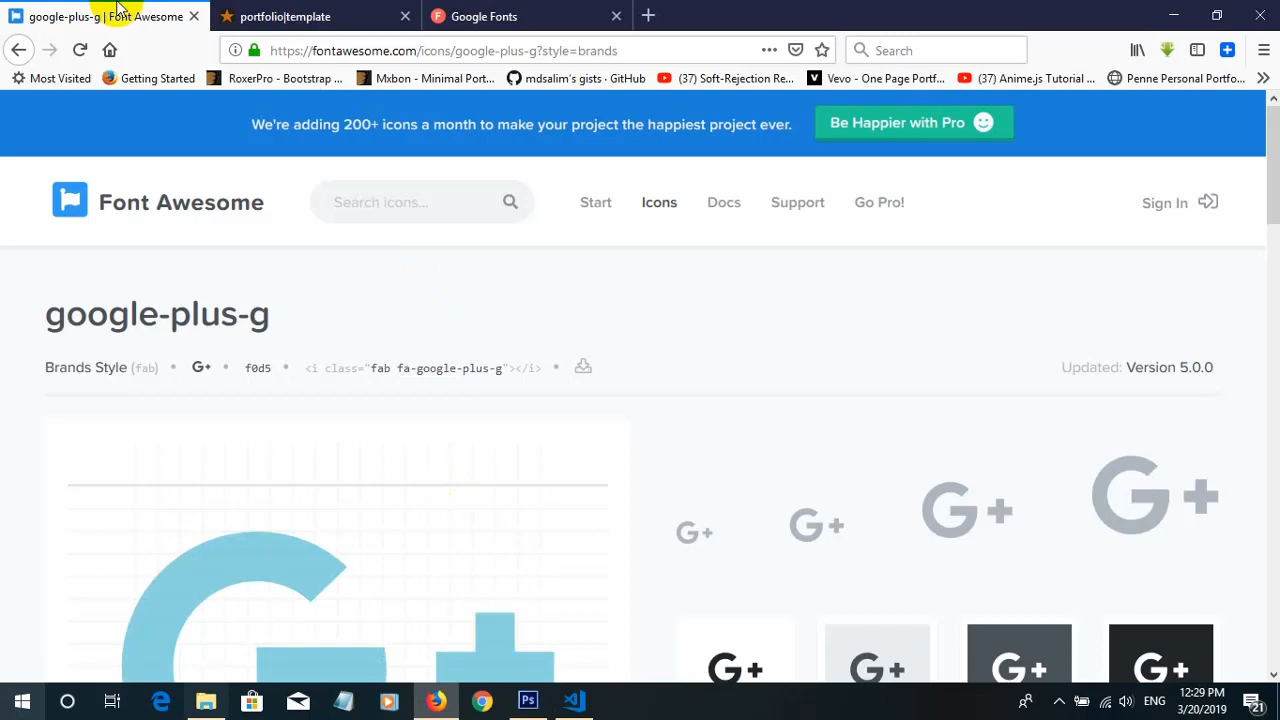 google-plus-g | Font Awesome
portfolio|template
Google Fonts
https://fontawesome.com/icons/google-plus-g?style=brands
Search
Most Visited
Getting Started
RoxerPro - Bootstrap ...
Mxbon - Minimal Port...
mdsalim's gists · GitHub
(37) Soft-Rejection Re...
Vevo - One Page Portf...
(37) Anime.js Tutorial ...
Penne Personal Portfo...
We're adding 200+ icons a month to make your project the happiest project ever.
Be Happier with Pro
Font Awesome
Search icons...
Start
Icons
Docs
Support
Go Pro!
Sign In
google-plus-g
Brands Style (fab) • G+ • f0d5 • <i class="fab fa-google-plus-g"></i> •
Updated: Version 5.0.0
G+
G+ G+ G+ G+
G+ G+ G+ G+
Ps
ENG
12:29 PM
3/20/2019
21